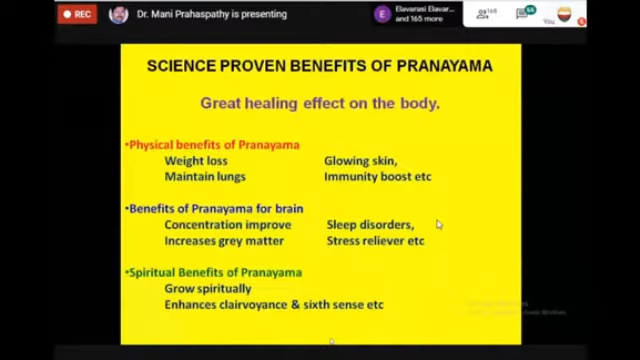 REC
Dr. Mani Prahaspathy is presenting
Elavarasi Elavar...
and 165 more
E
168
66
You
SCIENCE PROVEN BENEFITS OF PRANAYAMA
Great healing effect on the body.
•Physical benefits of Pranayama
Weight loss Glowing skin,
Maintain lungs Immunity boost etc
•Benefits of Pranayama for brain
Concentration improve Sleep disorders,
Increases grey matter Stress reliever etc
•Spiritual Benefits of Pranayama
Grow spiritually
Enhances clairvoyance & sixth sense etc